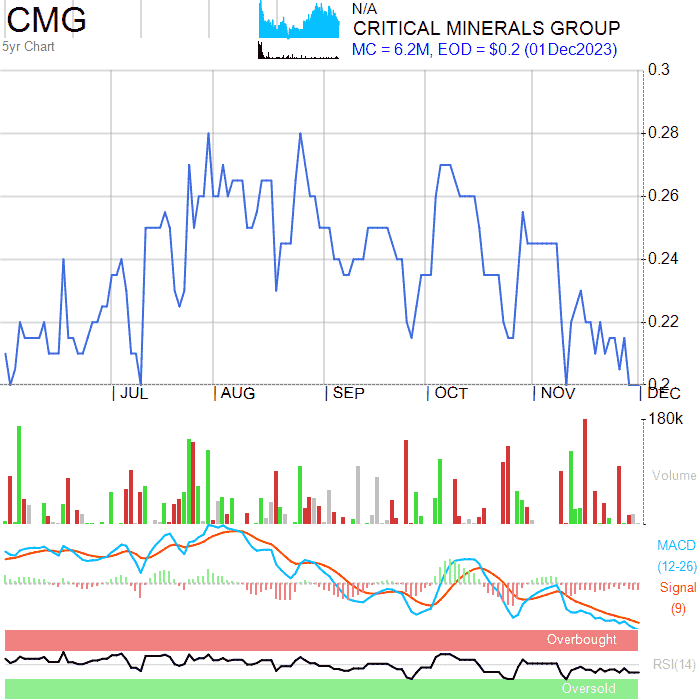 CMG
5yr Chart
N/A
CRITICAL MINERALS GROUP
MC = 6.2M, EOD = $0.2 (01Dec2023)
0.3
0.28
0.26
0.24
0.22
0.2
JUL AUG SEP OCT NOV DEC
180k
Volume
MACD
(12-26)
Signal
(9)
Overbought
RSI(14)
Oversold